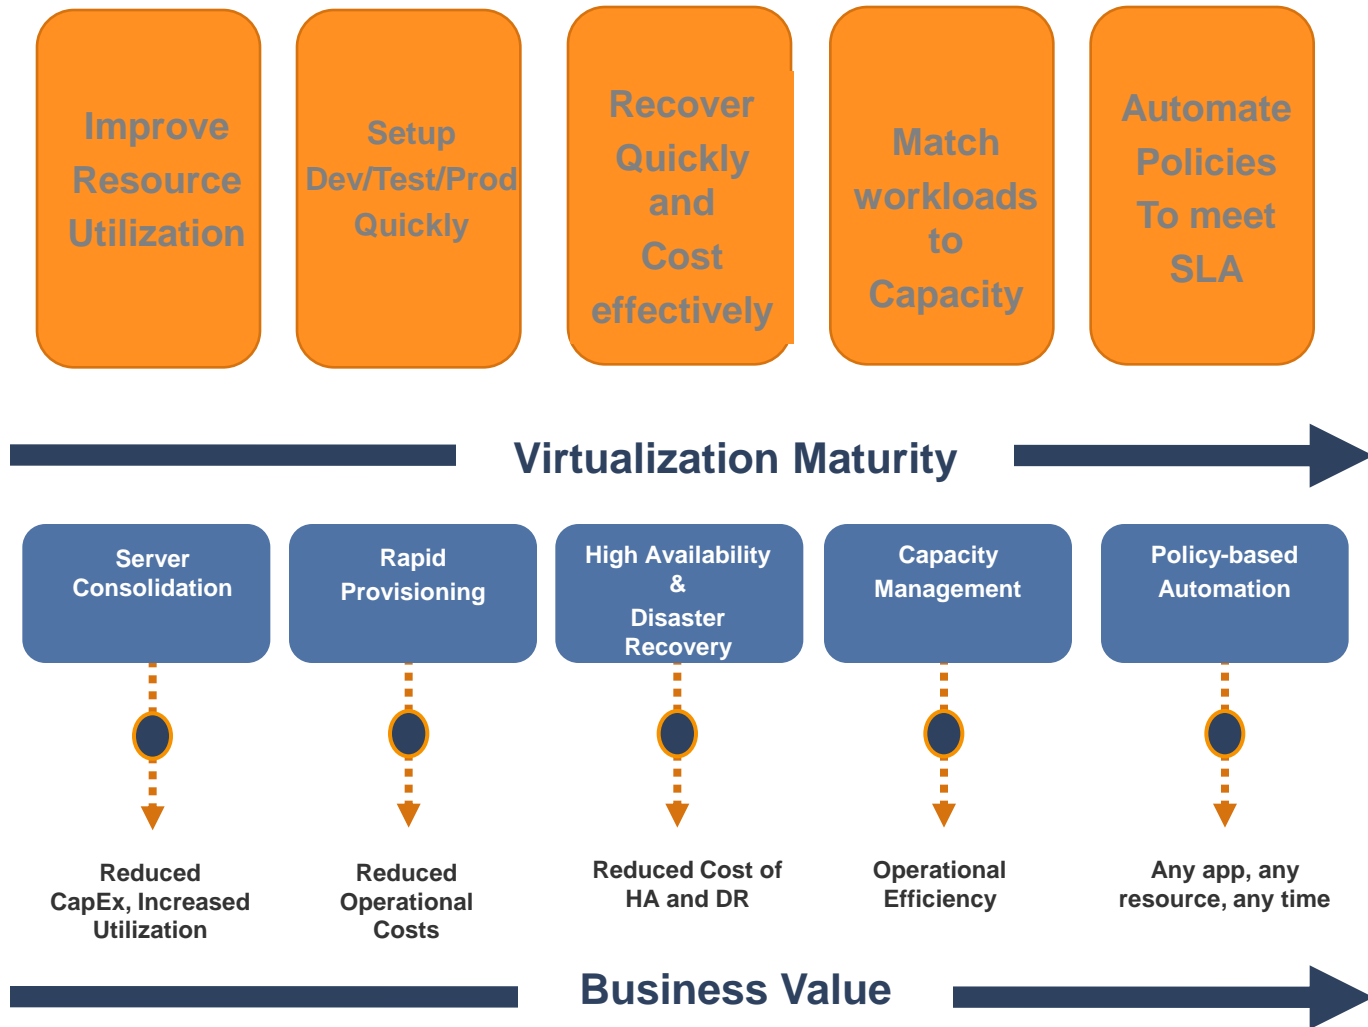 Improve
Resource
Utilization
Setup
Dev/Test/Prod
Quickly
Recover
Quickly
and
Cost
effectively
Match
workloads
to
Capacity
Automate
Policies
To meet
SLA
Virtualization Maturity
Server
Consolidation
Rapid
Provisioning
High Availability
&
Disaster
Recovery
Capacity
Management
Policy-based
Automation
Reduced
CapEx, Increased
Utilization
Reduced
Operational
Costs
Reduced Cost of
HA and DR
Operational
Efficiency
Any app, any
resource, any time
Business Value